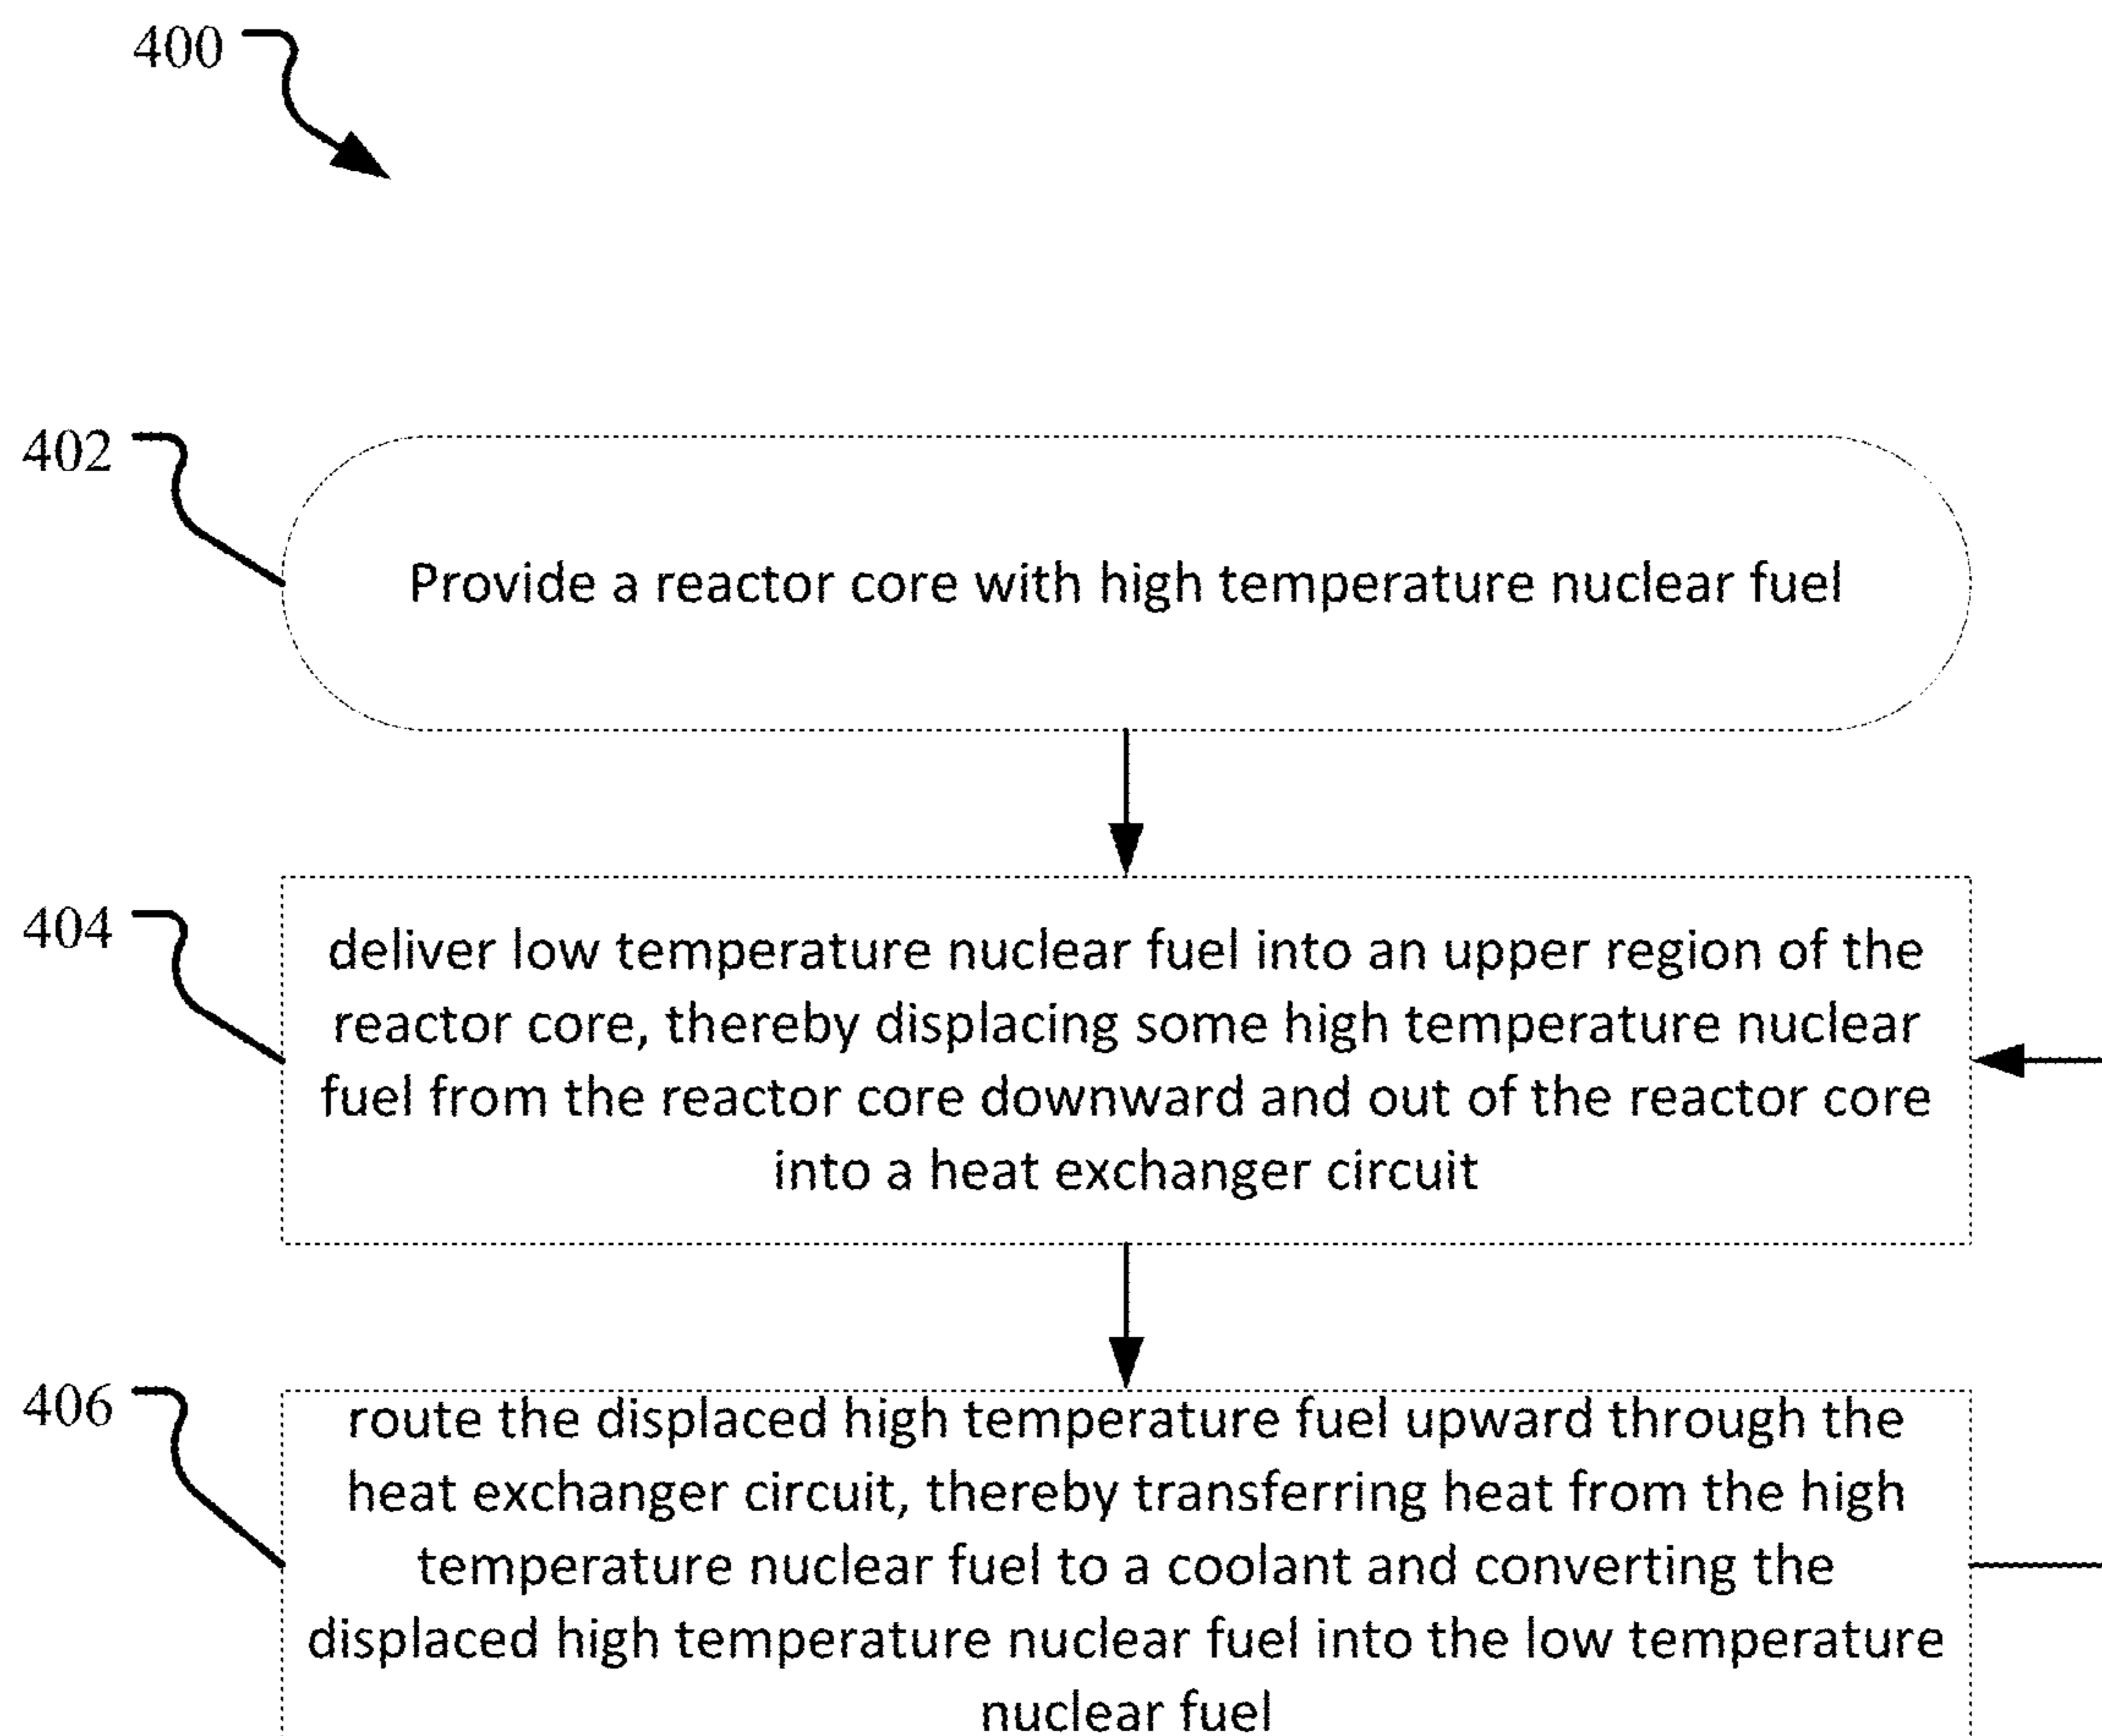 400
402
Provide a reactor core with high temperature nuclear fuel
404
deliver low temperature nuclear fuel into an upper region of the
reactor core, thereby displacing some high temperature nuclear
fuel from the reactor core downward and out of the reactor core
into a heat exchanger circuit
406
route the displaced high temperature fuel upward through the
heat exchanger circuit, thereby transferring heat from the high
temperature nuclear fuel to a coolant and converting the
displaced high temperature nuclear fuel into the low temperature
nuclear fuel